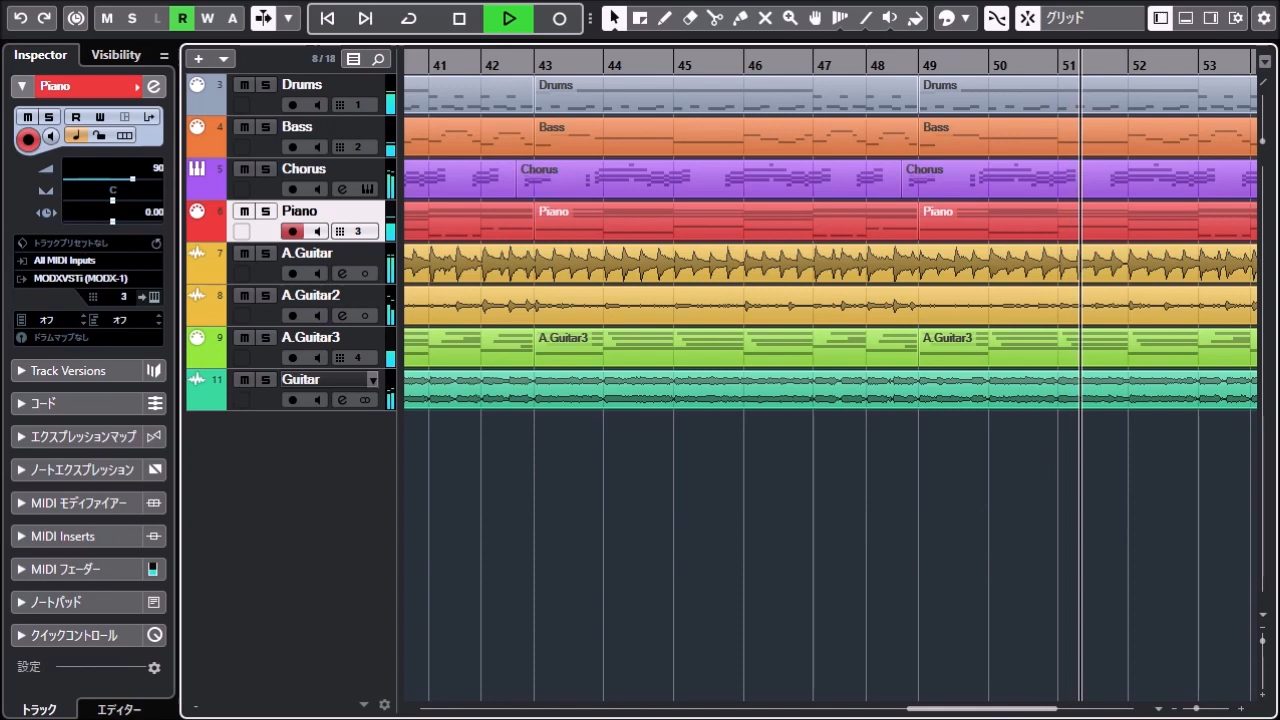 M S L R W A グリッド
Inspector Visibility
8/18
41 42 43 44 45 46 47 48 49 50 51 52 53
Piano
m S R W
90
C
0.00
トラックプリセットなし
All MIDI Inputs
MODXVSTi (MODX-1)
3
オフ オフ
ドラムマップなし
Track Versions
コード
エクスプレッションマップ
ノートエクスプレッション
MIDI モディファイアー
MIDI Inserts
MIDI フェーダー
ノートパッド
クイックコントロール
設定
トラック エディター
3 m S Drums
1
4 m S Bass
2
5 m S Chorus
e
6 m S Piano
3
7 m S A.Guitar
e
8 m S A.Guitar2
e
9 m S A.Guitar3
4
11 m S Guitar
e
Drums Drums
Bass Bass
Chorus Chorus
Piano Piano
A.Guitar3 A.Guitar3